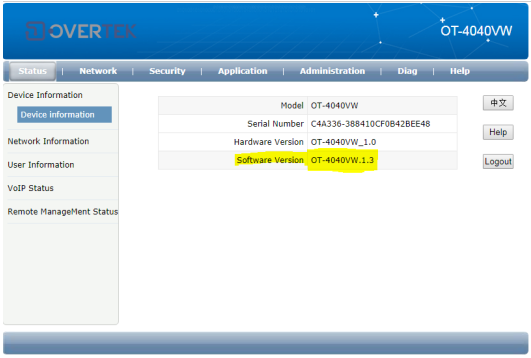 OVERTEK
OT-4040VW
Status | Network | Security | Application | Administration | Diag | Help
Device Information
Device information
Network Information
User Information
VoIP Status
Remote ManageMent Status
Model OT-4040VW
Serial Number C4A336-388410CF0B42BEE48
Hardware Version OT-4040VW_1.0
Software Version OT-4040VW.1.3
中文
Help
Logout